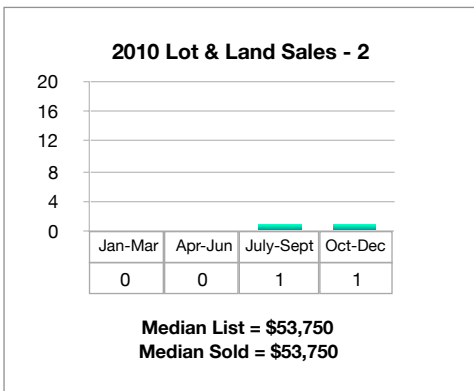 2010 Lot & Land Sales - 2
20
16
12
8
4
0
Jan-Mar Apr-Jun July-Sept Oct-Dec
0 0 1 1
Median List = $53,750
Median Sold = $53,750